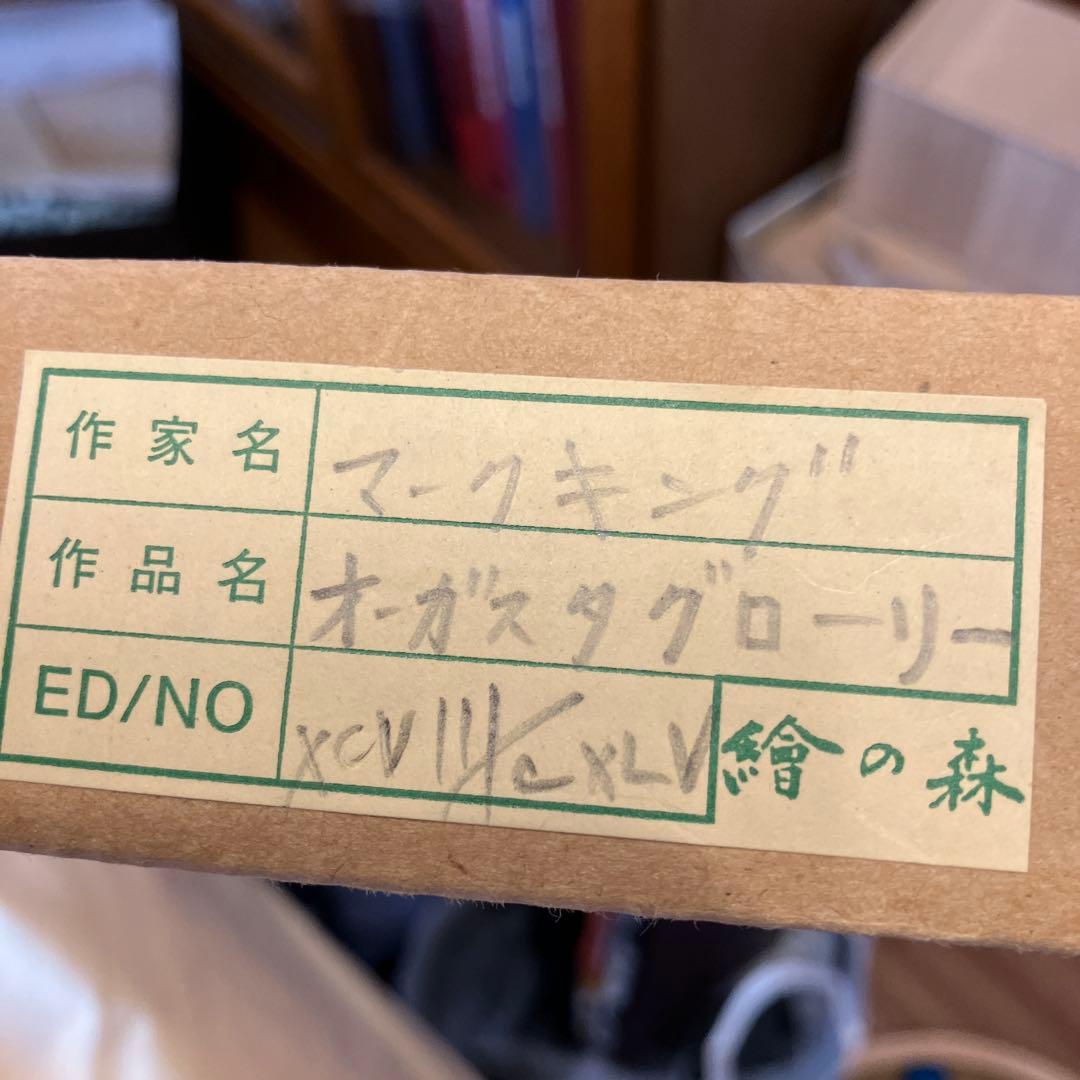 作家名 マークキング
作品名 オーガスタグローリー
ED/NO XCVIII/CXLV
繪の森